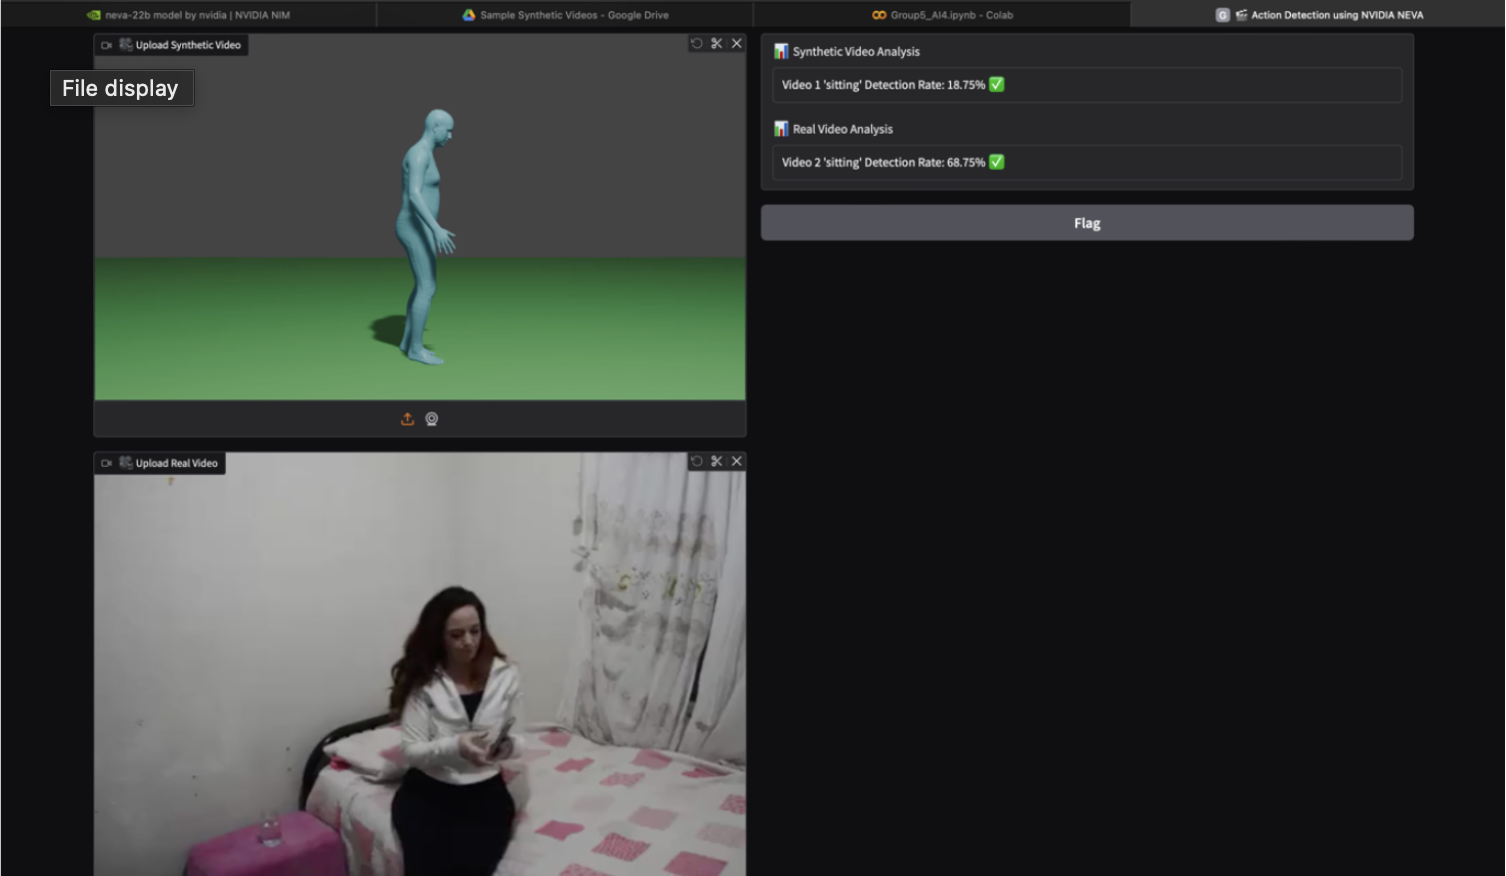 neva-22b model by nvidia | NVIDIA NIM
Sample Synthetic Videos - Google Drive
Group5_AI4.ipynb - Colab
G Action Detection using NVIDIA NEVA
Upload Synthetic Video
File display
Synthetic Video Analysis
Video 1 'sitting' Detection Rate: 18.75% ✅
Real Video Analysis
Video 2 'sitting' Detection Rate: 68.75% ✅
Flag
Upload Real Video